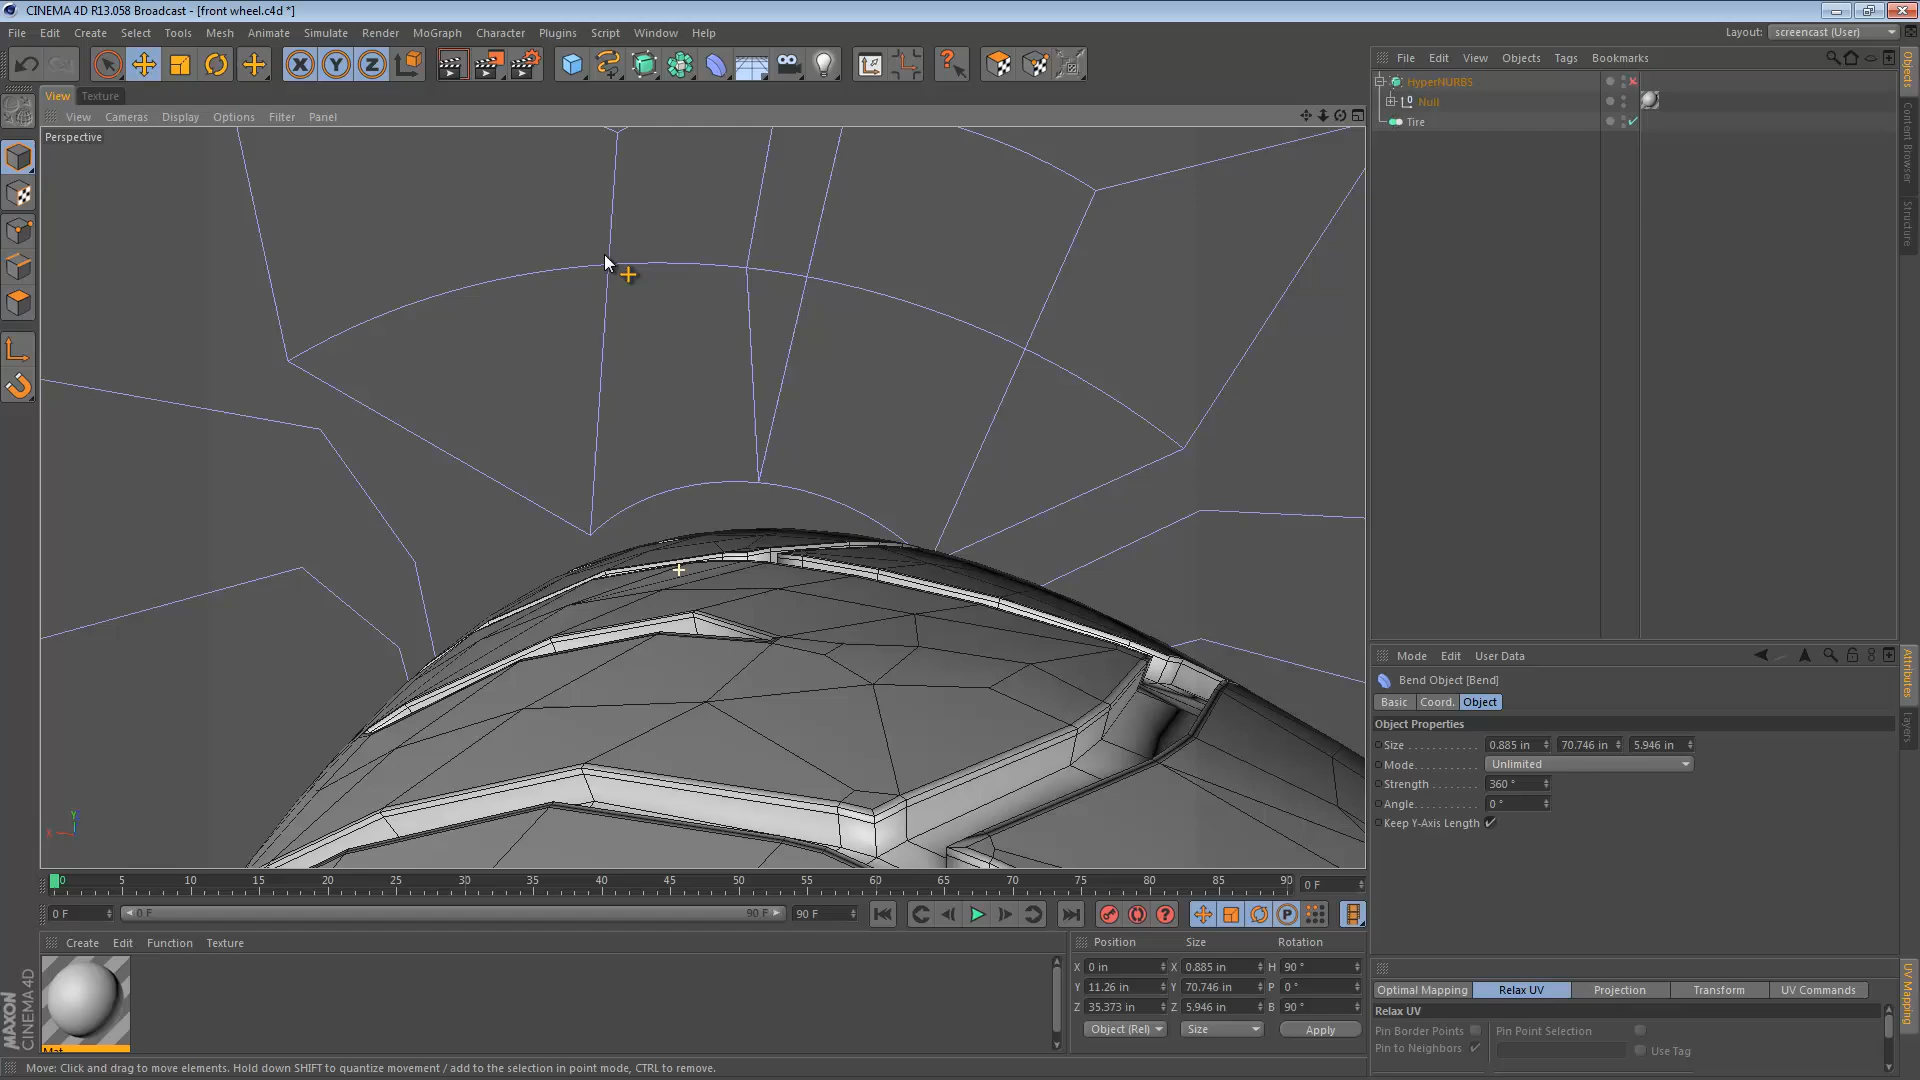 CINEMA 4D R13.058 Broadcast - [front wheel.c4d *]
File Edit Create Select Tools Mesh Animate Simulate Render MoGraph Character Plugins Script Window Help
Layout: screencast (User)
View Texture
View Cameras Display Options Filter Panel
Perspective
Y
X
File Edit View Objects Tags Bookmarks
HyperNURBS
Null
Tire
Objects
Content Browser
Structure
Mode Edit User Data
Bend Object [Bend]
Basic Coord. Object
Object Properties
Size 0.885 in 70.746 in 5.946 in
Mode Unlimited
Strength 360 °
Angle 0 °
Keep Y-Axis Length
Attributes
Layers
0 5 10 15 20 25 30 35 40 45 50 55 60 65 70 75 80 85 90 0 F
0 F 0 F 90 F 90 F
Create Edit Function Texture
Mat
MAXON
CINEMA 4D
Position Size Rotation
X 0 in X 0.885 in H 90 °
Y 11.26 in Y 70.746 in P 0 °
Z 35.373 in Z 5.946 in B 90 °
Object (Rel) Size Apply
Optimal Mapping Relax UV Projection Transform UV Commands
Relax UV
Pin Border Points Pin Point Selection
Pin to Neighbors Use Tag
UV Mapping
Move: Click and drag to move elements. Hold down SHIFT to quantize movement / add to the selection in point mode, CTRL to remove.